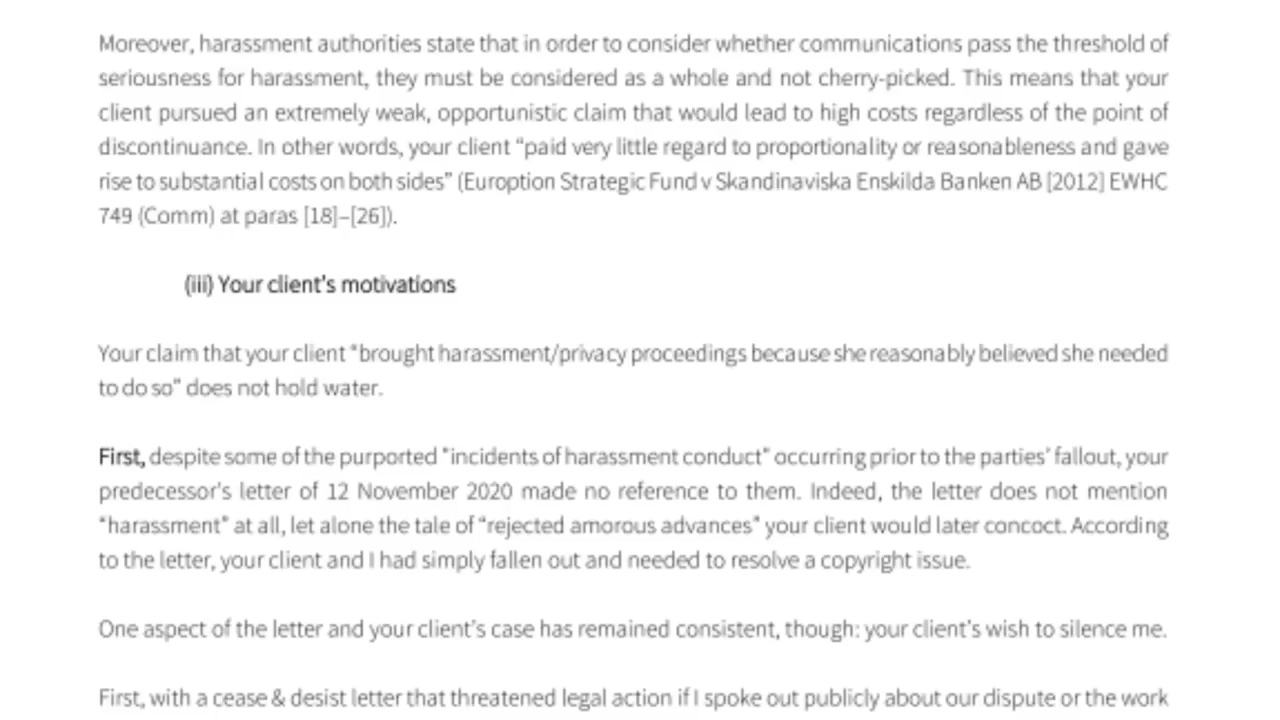 Moreover, harassment authorities state that in order to consider whether communications pass the threshold of
seriousness for harassment, they must be considered as a whole and not cherry-picked. This means that your
client pursued an extremely weak, opportunistic claim that would lead to high costs regardless of the point of
discontinuance. In other words, your client “paid very little regard to proportionality or reasonableness and gave
rise to substantial costs on both sides” (Euroption Strategic Fund v Skandinaviska Enskilda Banken AB [2012] EWHC
749 (Comm) at paras [18]–[26]).
(iii) Your client's motivations
Your claim that your client "brought harassment/privacy proceedings because she reasonably believed she needed
to do so" does not hold water.
First, despite some of the purported "incidents of harassment conduct" occurring prior to the parties' fallout, your
predecessor's letter of 12 November 2020 made no reference to them. Indeed, the letter does not mention
"harassment" at all, let alone the tale of "rejected amorous advances" your client would later concoct. According
to the letter, your client and I had simply fallen out and needed to resolve a copyright issue.
One aspect of the letter and your client's case has remained consistent, though: your client's wish to silence me.
First, with a cease & desist letter that threatened legal action if I spoke out publicly about our dispute or the work